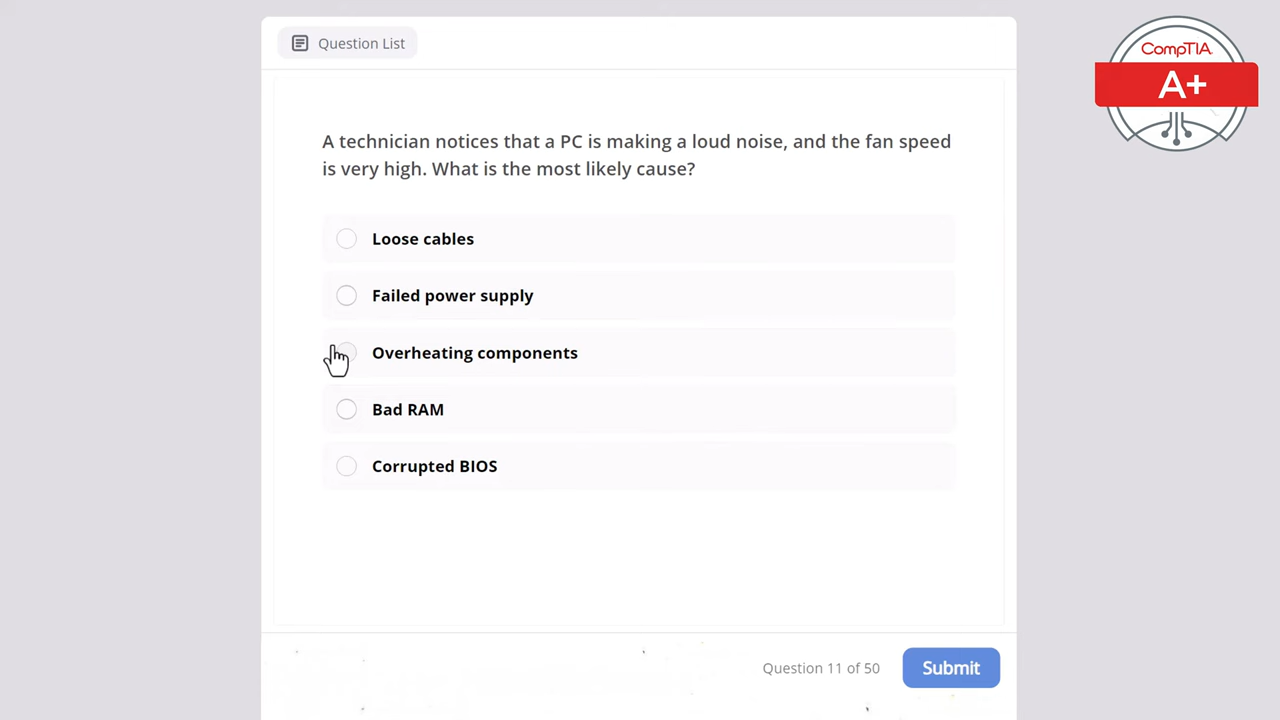 Question List
CompTIA.
A+
A technician notices that a PC is making a loud noise, and the fan speed
is very high. What is the most likely cause?
Loose cables
Failed power supply
Overheating components
Bad RAM
Corrupted BIOS
Question 11 of 50
Submit